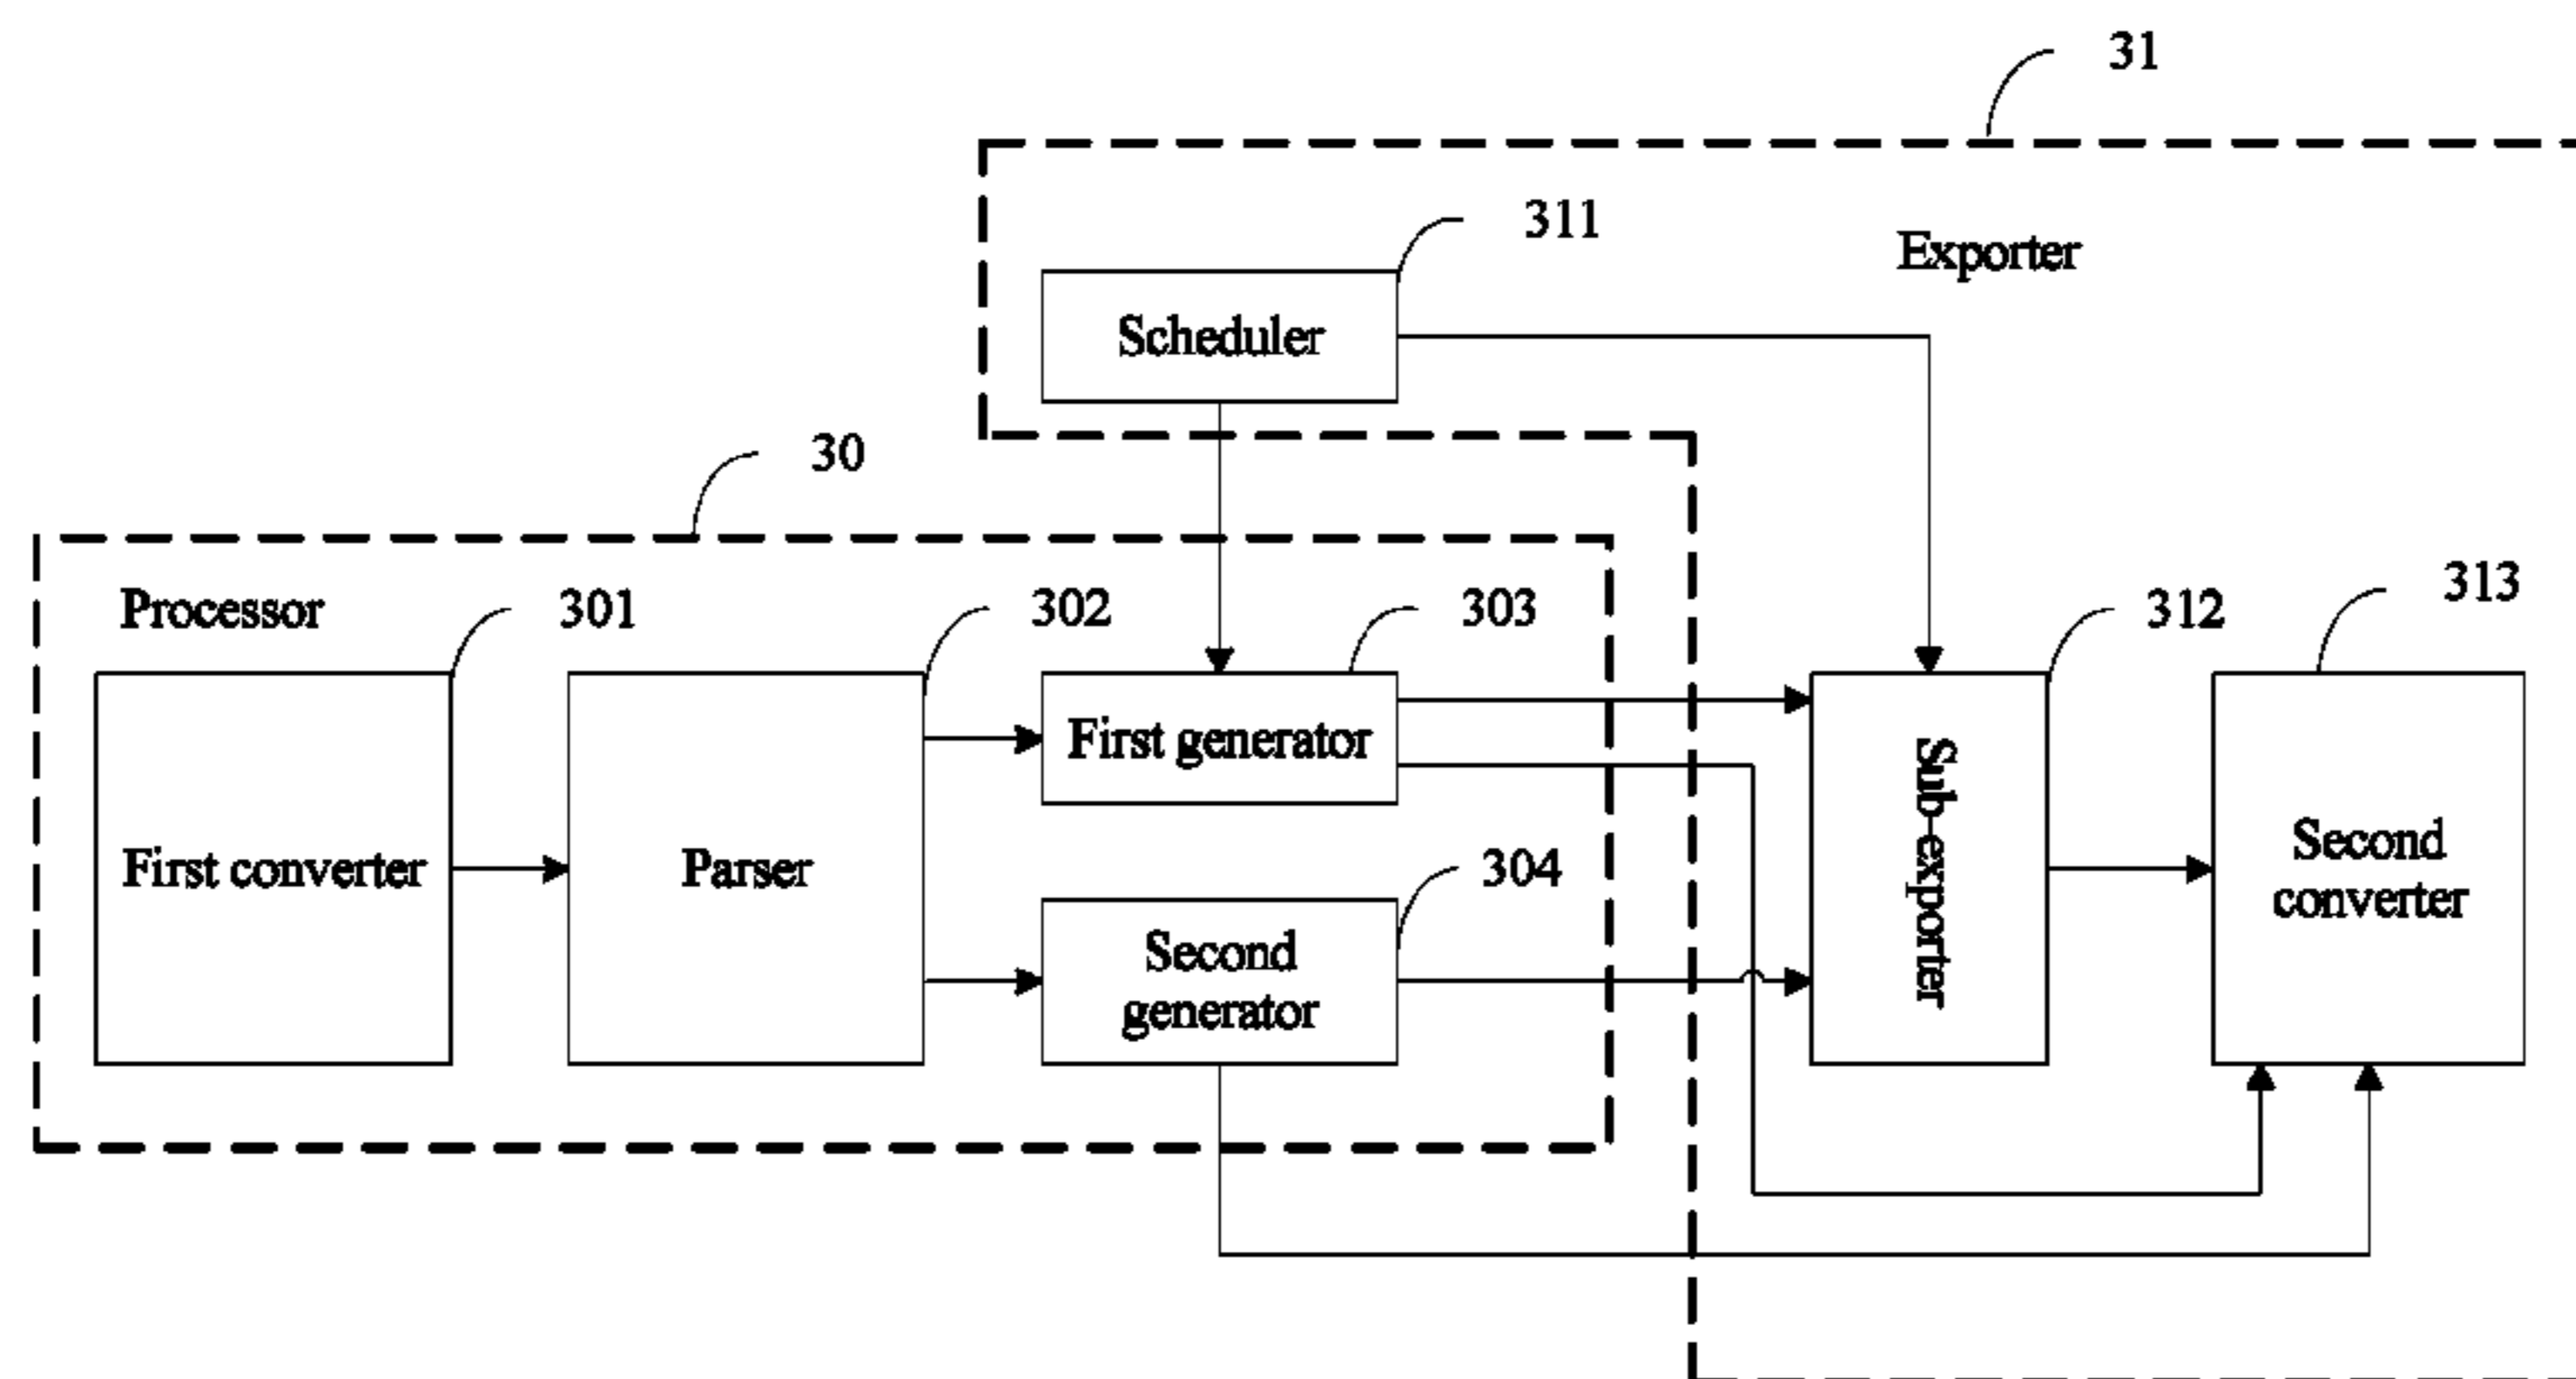 31
311
Exporter
Scheduler
30
Processor
301
302
303
312
313
First generator
First converter
Parser
Sub-exporter
Second
converter
304
Second
generator